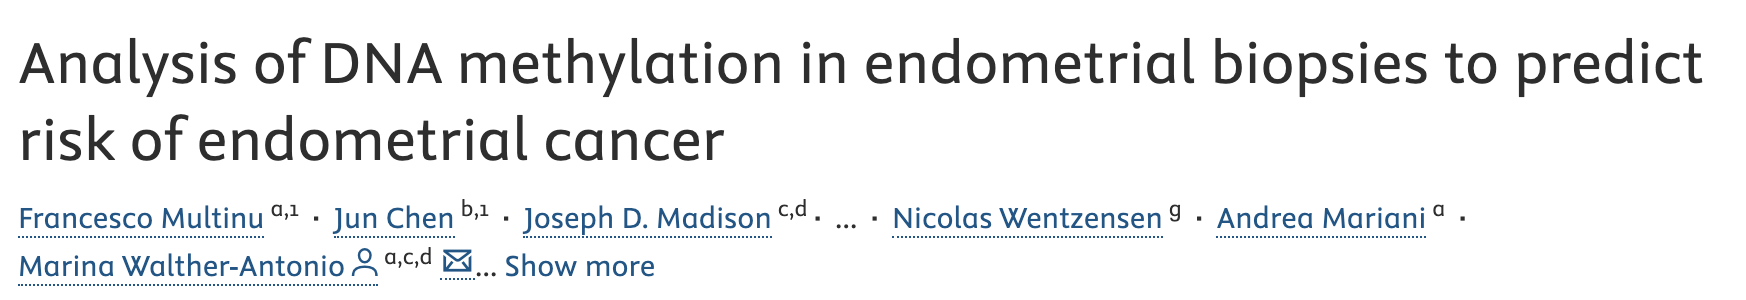 Analysis of DNA methylation in endometrial biopsies to predict
risk of endometrial cancer
Francesco Multinu a,1 · Jun Chen b,1 · Joseph D. Madison c,d · ... · Nicolas Wentzensen g · Andrea Mariani a ·
Marina Walther-Antonio a,c,d ... Show more